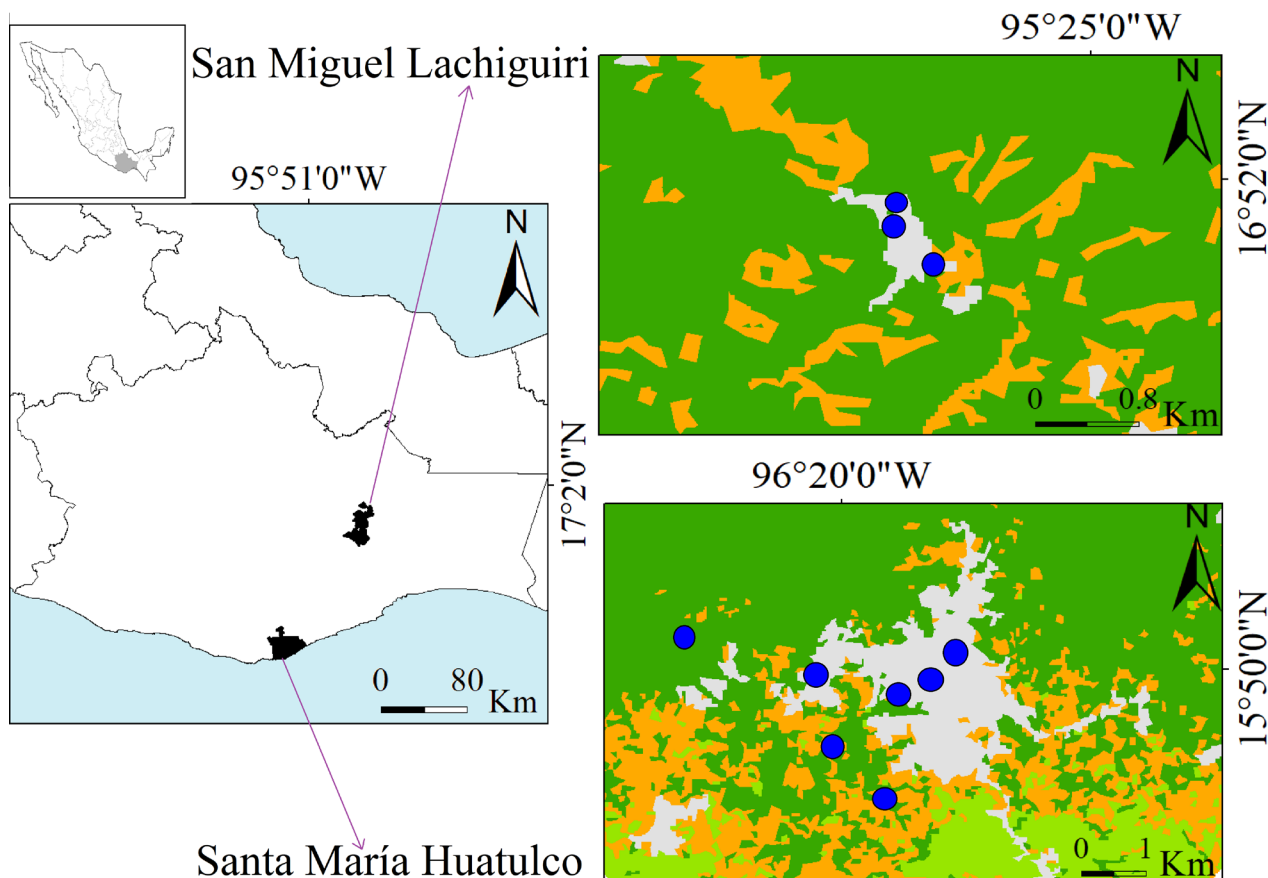 San Miguel Lachiguiri
95°51'0"W
N
17°2'0"N
0 80
Km
Santa María Huatulco
95°25'0"W
N
16°52'0"N
0 0.8
Km
96°20'0"W
N
15°50'0"N
0 1
Km